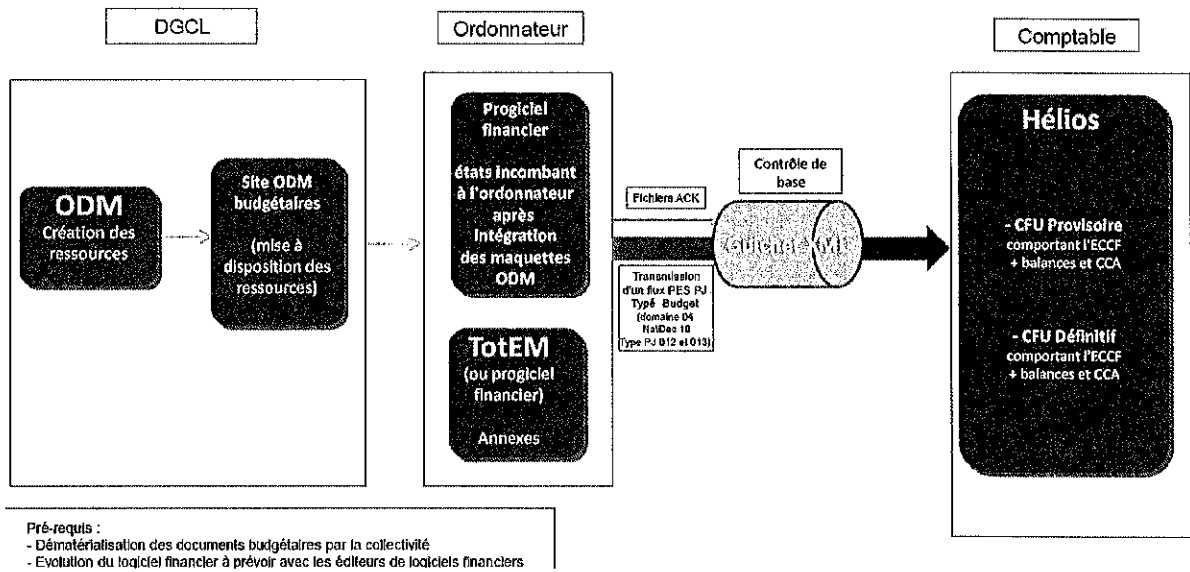 DGCL
Ordonnateur
Comptable
ODM
Création des
ressources
Site ODM
budgétaires
(mise à
disposition des
ressources)
Progiciel
financier
états incombant
à l'ordonnateur
après
Intégration
des maquettes
ODM
TotEM
(ou progiciel
financier)
Annexes
Fichiers ACK
Transmission
d'un flux PES PJ
Typé Budget
(domaine 04
NatDec 10
Type PJ 012 et 013)
Contrôle de
base
Guichet XML
Hélios
- CFU Provisoire
comportant l'ECCF
+ balances et CCA
- CFU Définitif
comportant l'ECCF
+ balances et CCA
Pré-requis :
- Dématérialisation des documents budgétaires par la collectivité
- Evolution du logiciel financier à prévoir avec les éditeurs de logiciels financiers